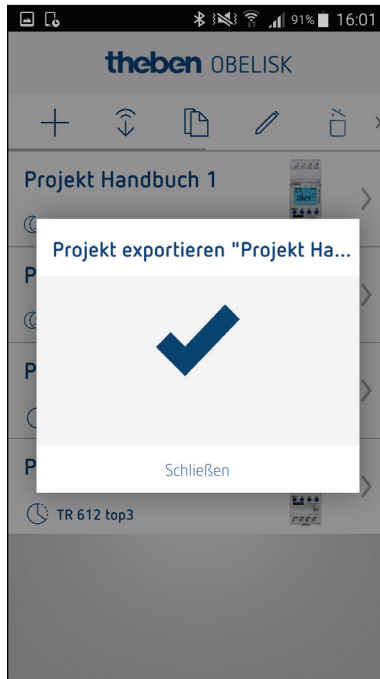 91% 16:01
theben OBELISK
Projekt Handbuch 1
Projekt exportieren "Projekt Ha...
P
P
P
Schließen
TR 612 top3